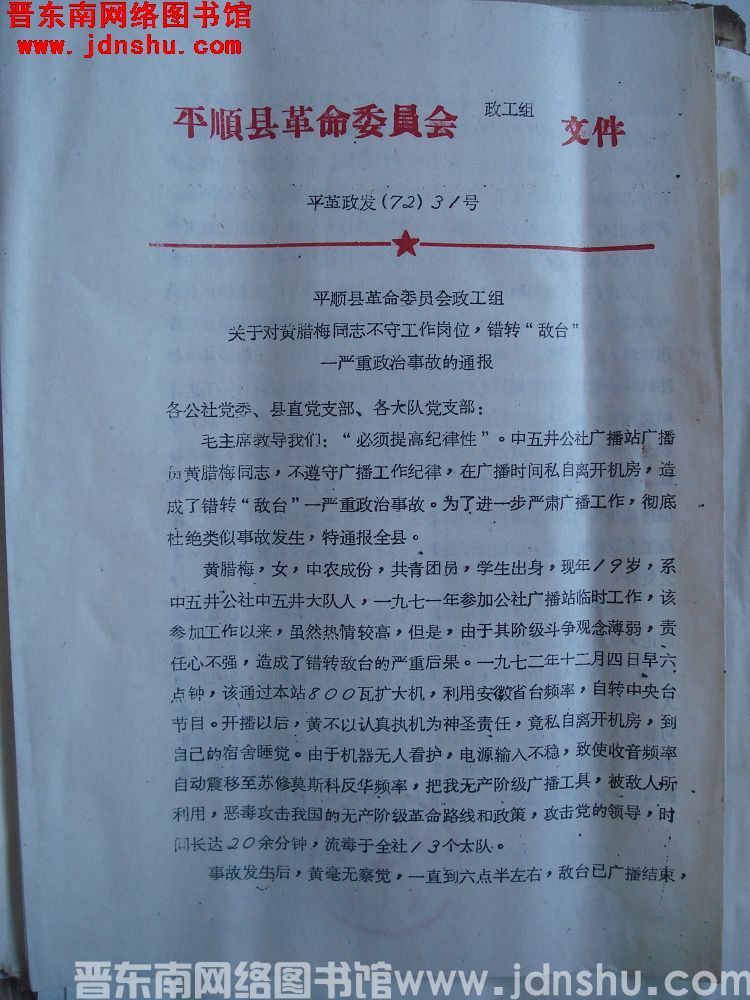 晋东南网络图书馆
www.jdnshu.com
平順县革命委員会 政工组 文件
平革政发(72)31号
平顺县革命委员会政工组
关于对黄腊梅同志不守工作岗位，错转“敌台”
一严重政治事故的通报
各公社党委、县直党支部、各大队党支部：
毛主席教导我们：“必须提高纪律性”。中五井公社广播站广播
员黄腊梅同志，不遵守广播工作纪律，在广播时间私自离开机房，造
成了错转“敌台”一严重政治事故。为了进一步严肃广播工作，彻底
杜绝类似事故发生，特通报全县。
黄腊梅，女，中农成份，共青团员，学生出身，现年19岁，系
中五井公社中五井大队人，一九七一年参加公社广播站临时工作，该
参加工作以来，虽然热情较高，但是，由于其阶级斗争观念薄弱，责
任心不强，造成了错转敌台的严重后果。一九七二年十二月四日早六
点钟，该通过本站800瓦扩大机，利用安徽省台频率，自转中央台
节目。开播以后，黄不以认真执机为神圣责任，竟私自离开机房，到
自己的宿舍睡觉。由于机器无人看护，电源输入不稳，致使收音频率
自动震移至苏修莫斯科反华频率，把我无产阶级广播工具，被敌人所
利用，恶毒攻击我国的无产阶级革命路线和政策，攻击党的领导，时
间长达20余分钟，流毒于全社13个大队。
事故发生后，黄毫无察觉，一直到六点半左右，敌台已广播结束，
晋东南网络图书馆www.jdnshu.com